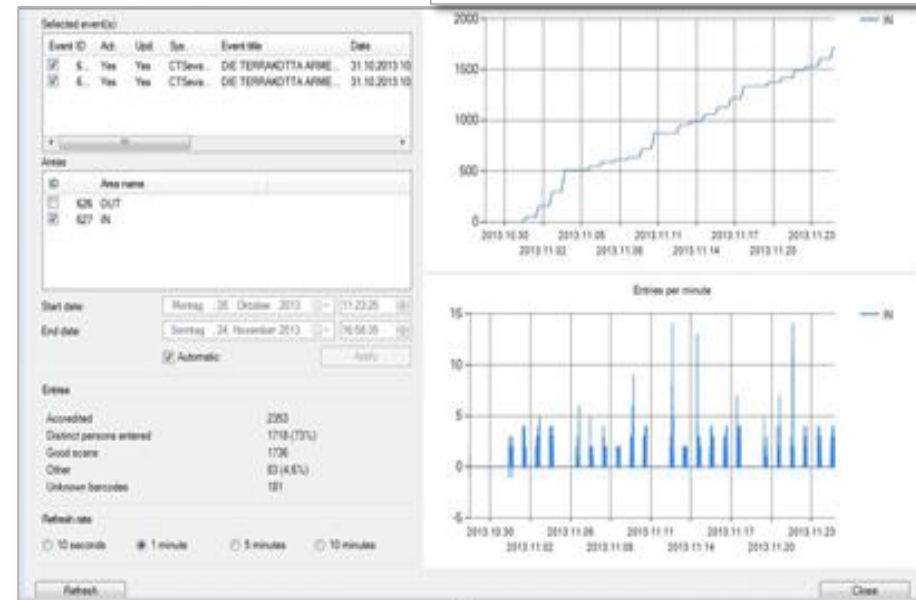 Selected event(s)
Event ID Act. Upd. Sys. Event title Date
6... Yes Yes CTSeva... DIE TERRAKOTTA ARME... 31.10.2013 10
6... Yes Yes CTSeva... DIE TERRAKOTTA ARME... 31.10.2013 10
Areas
ID Area name
626 OUT
627 IN
Start date: Montag , 28. Oktober 2013 11:23:25
End date: Sonntag , 24. November 2013 16:58:35
Automatic Apply
Entries
Accredited 2353
Distinct persons entered 1718 (73%)
Good scans 1736
Other 83 (4,6%)
Unknown barcodes 181
Refresh rate
10 seconds 1 minute 5 minutes 10 minutes
Refresh
2000
1500
1000
500
0
2013.10.30 2013.11.05 2013.11.11 2013.11.17 2013.11.23
2013.11.02 2013.11.08 2013.11.14 2013.11.20
IN
Entries per minute
15
10
5
0
-5
2013.10.30 2013.11.05 2013.11.11 2013.11.17 2013.11.23
2013.11.02 2013.11.08 2013.11.14 2013.11.20
IN
Close